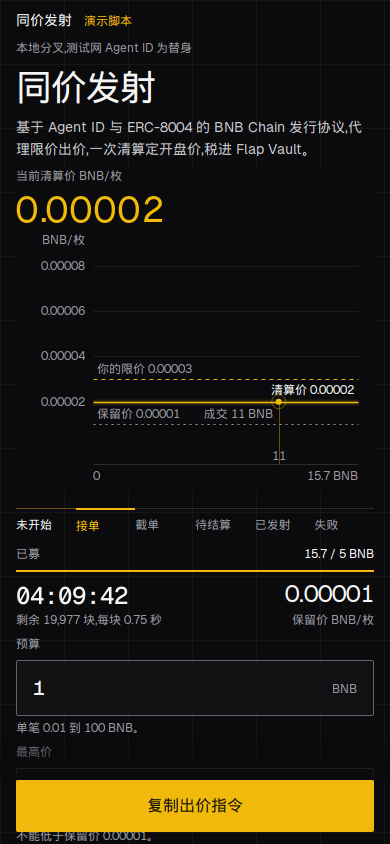 同价发射 演示脚本
本地分叉,测试网 Agent ID 为替身
同价发射
基于 Agent ID 与 ERC-8004 的 BNB Chain 发行协议,代
理限价出价,一次清算定开盘价,税进 Flap Vault。
当前清算价 BNB/枚
0.00002
BNB/枚
0.00008
0.00006
0.00004
你的限价 0.00003
清算价 0.00002
0.00002
保留价 0.00001 成交 11 BNB
11
0 15.7 BNB
未开始 接单 截单 待结算 已发射 失败
已募 15.7 / 5 BNB
04:09:42 0.00001
剩余 19,977 块,每块 0.75 秒 保留价 BNB/枚
预算
1 BNB
单笔 0.01 到 100 BNB。
最高价
复制出价指令
不能低于保留价 0.00001。